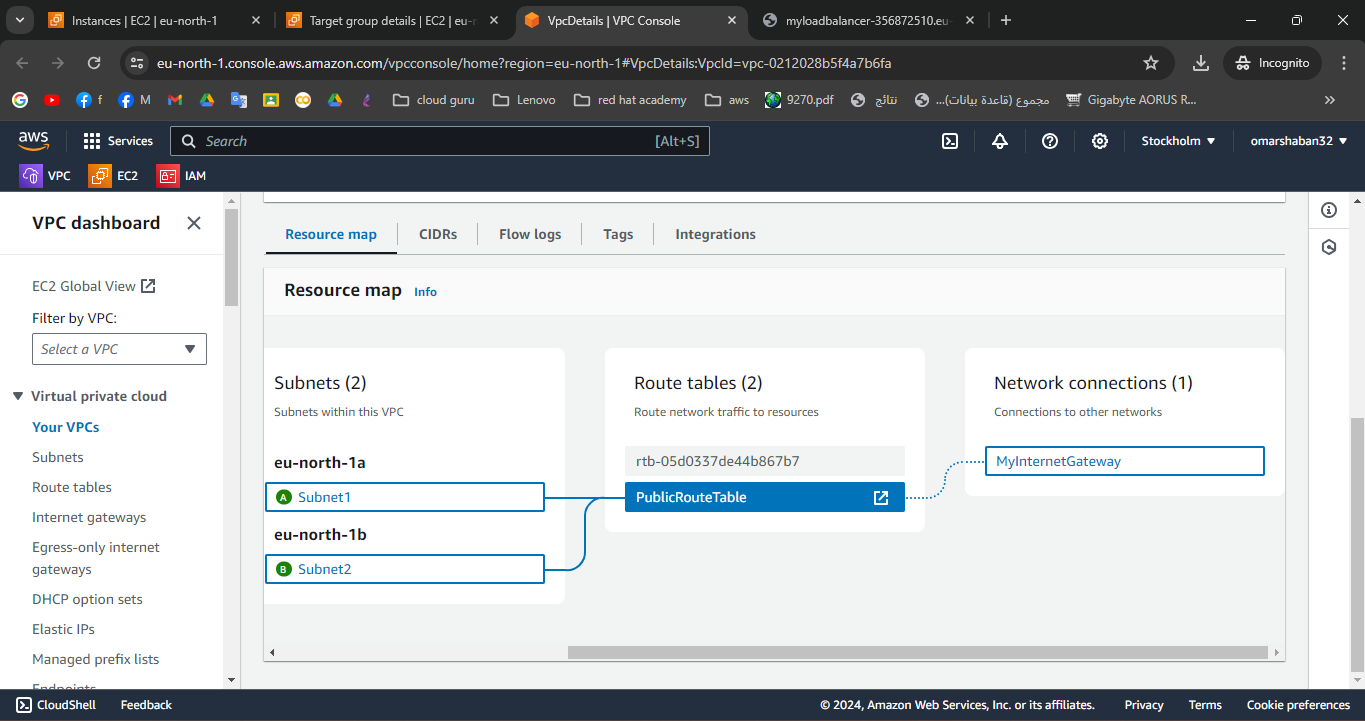 Instances | EC2 | eu-north-1
Target group details | EC2 | eu-n
VpcDetails | VPC Console
myloadbalancer-356872510.eu-
eu-north-1.console.aws.amazon.com/vpcconsole/home?region=eu-north-1#VpcDetails:VpcId=vpc-0212028b5f4a7b6fa
Incognito
f
M
cloud guru
Lenovo
red hat academy
aws
9270.pdf
نتائج
مجموع (قاعدة بيانات)...
Gigabyte AORUS R...
aws
Services
Search
[Alt+S]
Stockholm
omarshaban32
VPC
EC2
IAM
VPC dashboard
EC2 Global View
Filter by VPC:
Select a VPC
Virtual private cloud
Your VPCs
Subnets
Route tables
Internet gateways
Egress-only internet
gateways
DHCP option sets
Elastic IPs
Managed prefix lists
Endpoints
Resource map
CIDRs
Flow logs
Tags
Integrations
Resource map
Info
Subnets (2)
Subnets within this VPC
eu-north-1a
A Subnet1
eu-north-1b
B Subnet2
Route tables (2)
Route network traffic to resources
rtb-05d0337de44b867b7
PublicRouteTable
Network connections (1)
Connections to other networks
MyInternetGateway
CloudShell
Feedback
© 2024, Amazon Web Services, Inc. or its affiliates.
Privacy
Terms
Cookie preferences